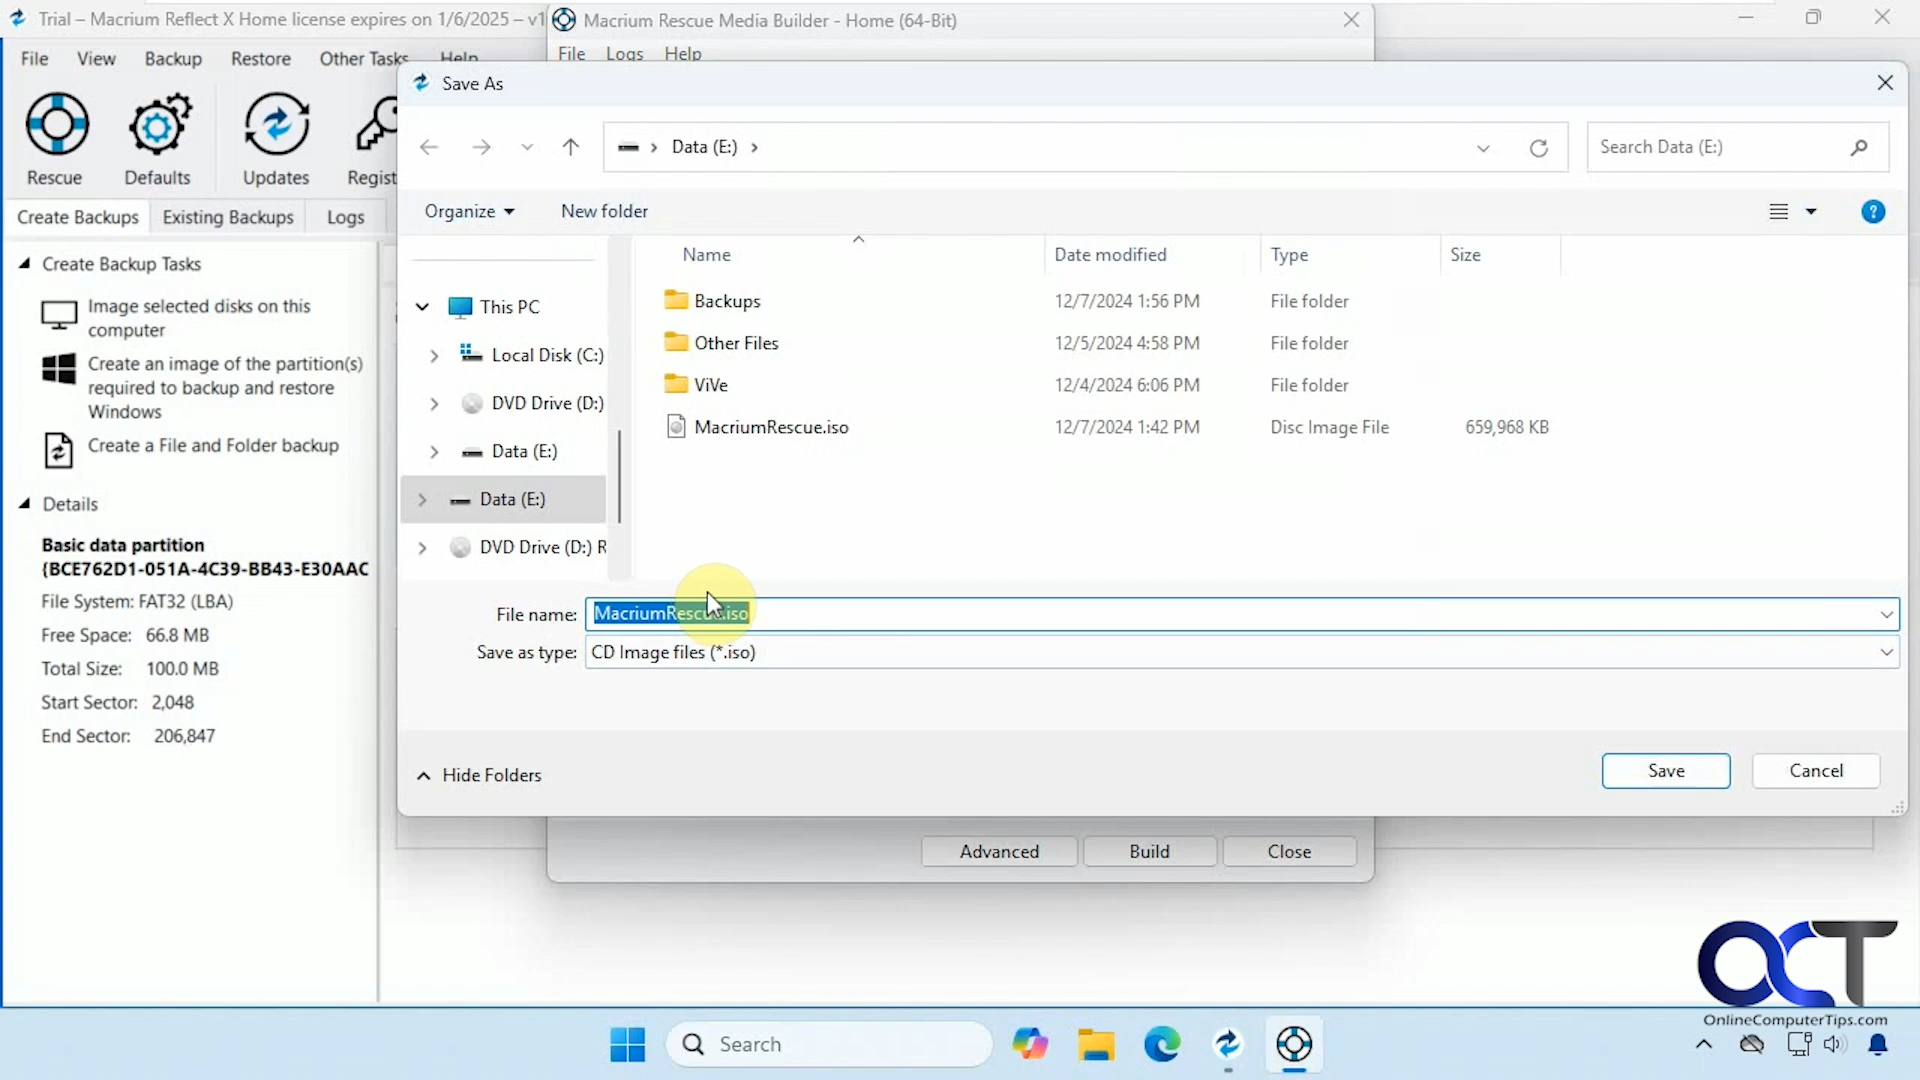 Trial – Macrium Reflect X Home license expires on 1/6/2025 – v1
Macrium Rescue Media Builder - Home (64-Bit)
File View Backup Restore Other Tasks Help
File Logs Help
Save As
Rescue Defaults Updates Regist
Data (E:)
Search Data (E:)
Organize New folder
Create Backups Existing Backups Logs
Create Backup Tasks
Image selected disks on this
computer
Create an image of the partition(s)
required to backup and restore
Windows
Create a File and Folder backup
Details
Basic data partition
{BCE762D1-051A-4C39-BB43-E30AAC
File System: FAT32 (LBA)
Free Space: 66.8 MB
Total Size: 100.0 MB
Start Sector: 2,048
End Sector: 206,847
This PC
Local Disk (C:)
DVD Drive (D:)
Data (E:)
Data (E:)
DVD Drive (D:) R
Name Date modified Type Size
Backups 12/7/2024 1:56 PM File folder
Other Files 12/5/2024 4:58 PM File folder
ViVe 12/4/2024 6:06 PM File folder
MacriumRescue.iso 12/7/2024 1:42 PM Disc Image File 659,968 KB
File name: MacriumRescue.iso
Save as type: CD Image files (*.iso)
Hide Folders
Save Cancel
Advanced Build Close
OCT
OnlineComputerTips.com
Search